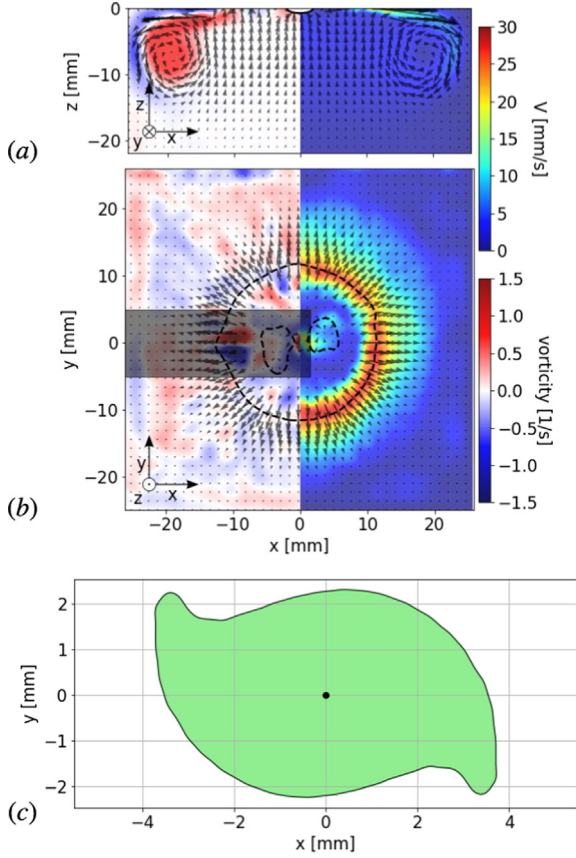 0
−10
−20
z [mm]
z
y
x
(a)
30
25
20
15
10
5
0
V [mm/s]
20
10
0
−10
−20
y [mm]
y
z
x
(b)
−20 −10 0 10 20
x [mm]
1.5
1.0
0.5
0.0
−0.5
−1.0
−1.5
vorticity [1/s]
2
1
0
−1
−2
y [mm]
(c)
−4 −2 0 2 4
x [mm]